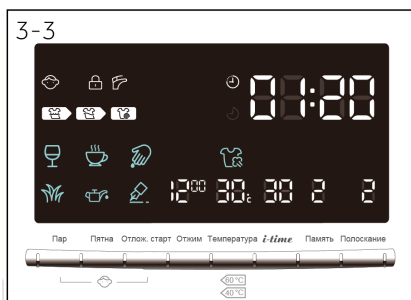 3-3
01:20
12 00 30 c 30 2 2
Пар Пятна Отлож. старт Отжим Температура i-time Память Полоскание
60 °C
40 °C